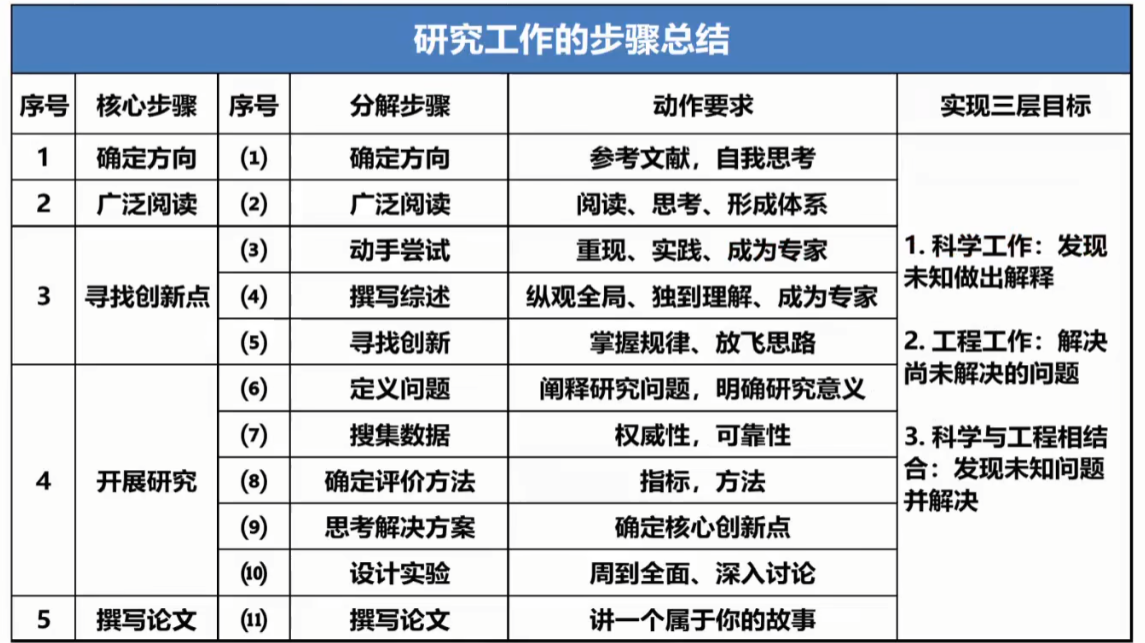 研究工作的步骤总结
序号 核心步骤 序号 分解步骤 动作要求 实现三层目标
1 确定方向 (1) 确定方向 参考文献，自我思考
2 广泛阅读 (2) 广泛阅读 阅读、思考、形成体系
3 寻找创新点 (3) 动手尝试 重现、实践、成为专家
(4) 撰写综述 纵观全局、独到理解、成为专家
(5) 寻找创新 掌握规律、放飞思路
4 开展研究 (6) 定义问题 阐释研究问题，明确研究意义
(7) 搜集数据 权威性，可靠性
(8) 确定评价方法 指标，方法
(9) 思考解决方案 确定核心创新点
(10) 设计实验 周到全面、深入讨论
5 撰写论文 (11) 撰写论文 讲一个属于你的故事
1. 科学工作：发现
未知做出解释
2. 工程工作：解决
尚未解决的问题
3. 科学与工程相结
合：发现未知问题
并解决